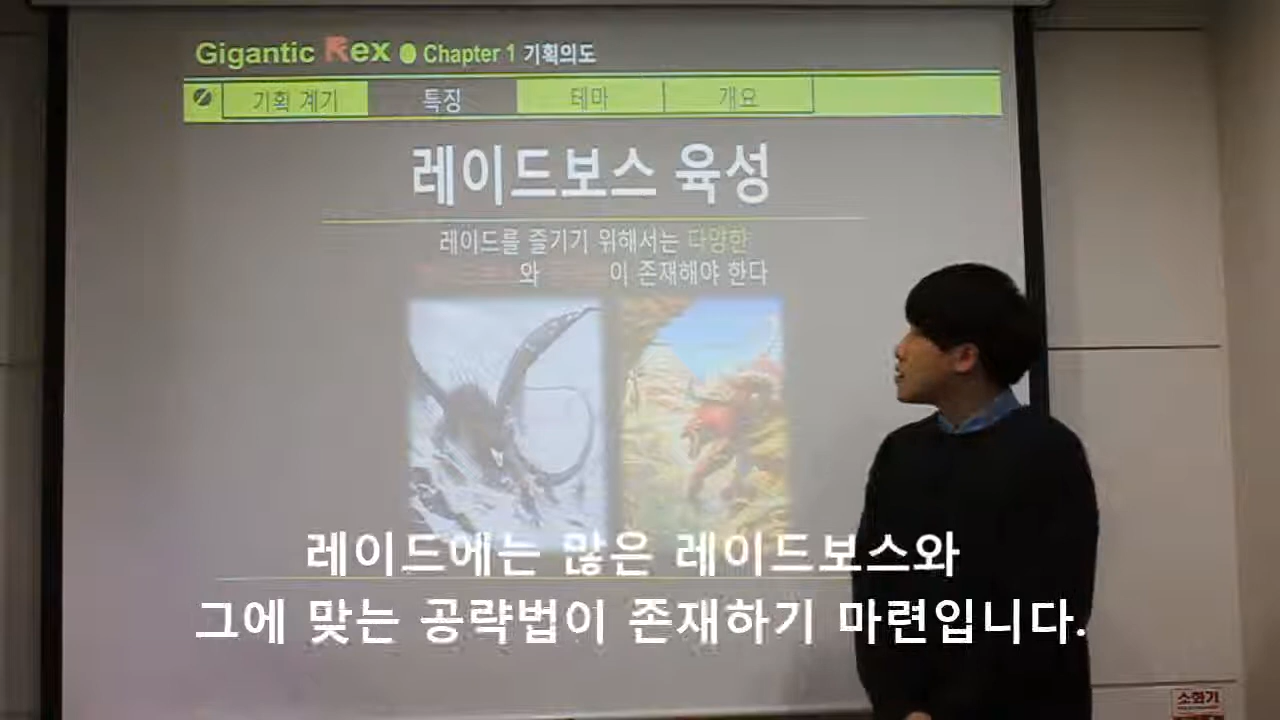 Gigantic Rex Chapter 1 기획의도
기획 계기 특징 테마 개요
레이드보스 육성
레이드를 즐기기 위해서는 다양한
와 이 존재해야 한다
레이드에는 많은 레이드보스와
그에 맞는 공략법이 존재하기 마련입니다.
소화기